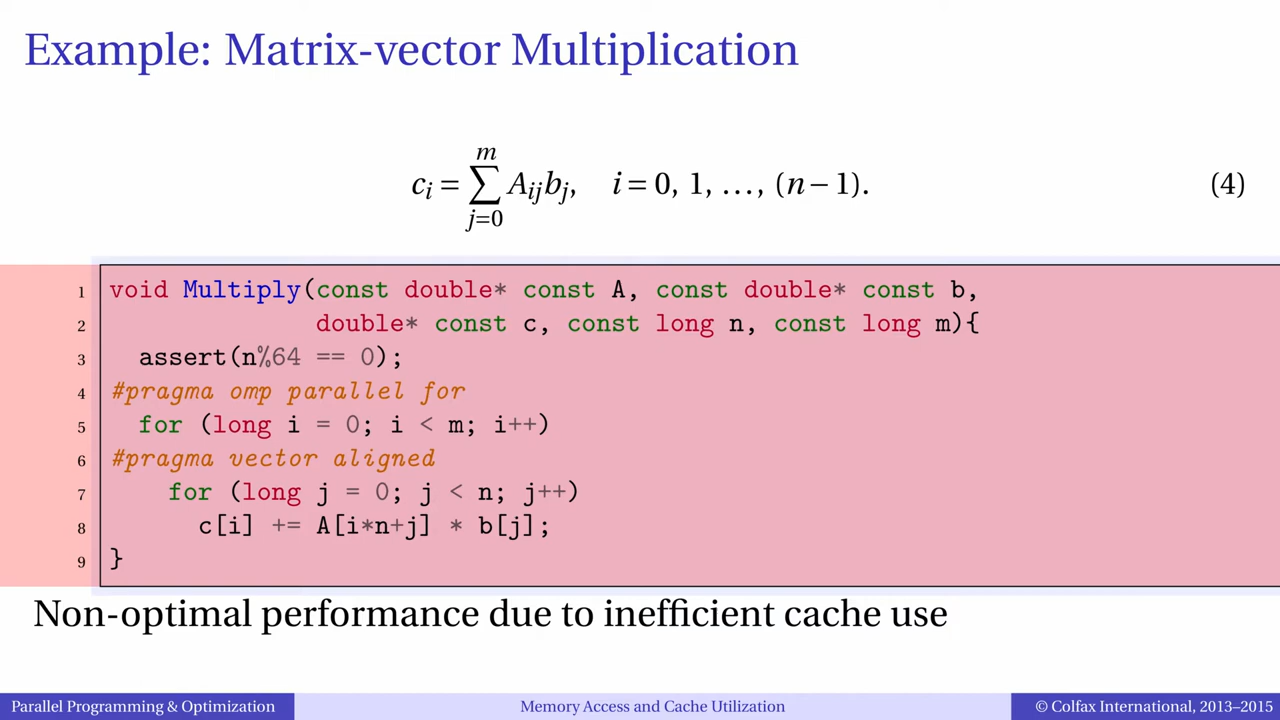 Example: Matrix-vector Multiplication
c_i = \sum_{j=0}^{m} A_{ij} b_j, i = 0, 1, ..., (n − 1). (4)
1 void Multiply(const double* const A, const double* const b,
2 double* const c, const long n, const long m){
3 assert(n%64 == 0);
4 #pragma omp parallel for
5 for (long i = 0; i < m; i++)
6 #pragma vector aligned
7 for (long j = 0; j < n; j++)
8 c[i] += A[i*n+j] * b[j];
9 }
Non-optimal performance due to inefficient cache use
Parallel Programming & Optimization Memory Access and Cache Utilization © Colfax International, 2013–2015